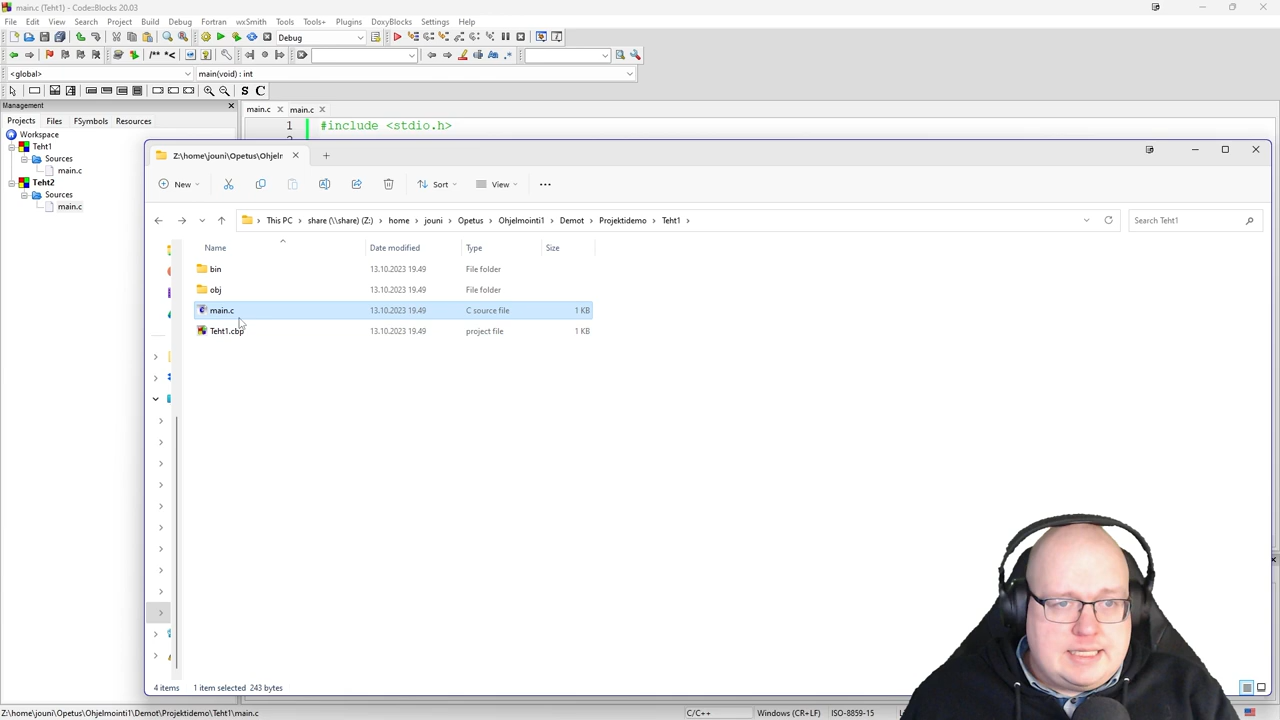 main.c (Teht1) - Code::Blocks 20.03
File Edit View Search Project Build Debug Fortran wxSmith Tools Tools+ Plugins DoxyBlocks Settings Help
Debug
/** *<
<global> main(void) : int
S C
Management
main.c main.c
Projects Files FSymbols Resources
1 #include <stdio.h>
Workspace
Teht1
Sources
main.c
Teht2
Sources
main.c
Z:\home\jouni\Opetus\Ohjeln
New Sort View
This PC share (\\share) (Z:) home jouni Opetus Ohjelmointi1 Demot Projektidemo Teht1 Search Teht1
Name Date modified Type Size
bin 13.10.2023 19.49 File folder
obj 13.10.2023 19.49 File folder
main.c 13.10.2023 19.49 C source file 1 KB
Teht1.cbp 13.10.2023 19.49 project file 1 KB
4 items 1 item selected 243 bytes
Z:\home\jouni\Opetus\Ohjelmointi1\Demot\Projektidemo\Teht1\main.c C/C++ Windows (CR+LF) ISO-8859-15